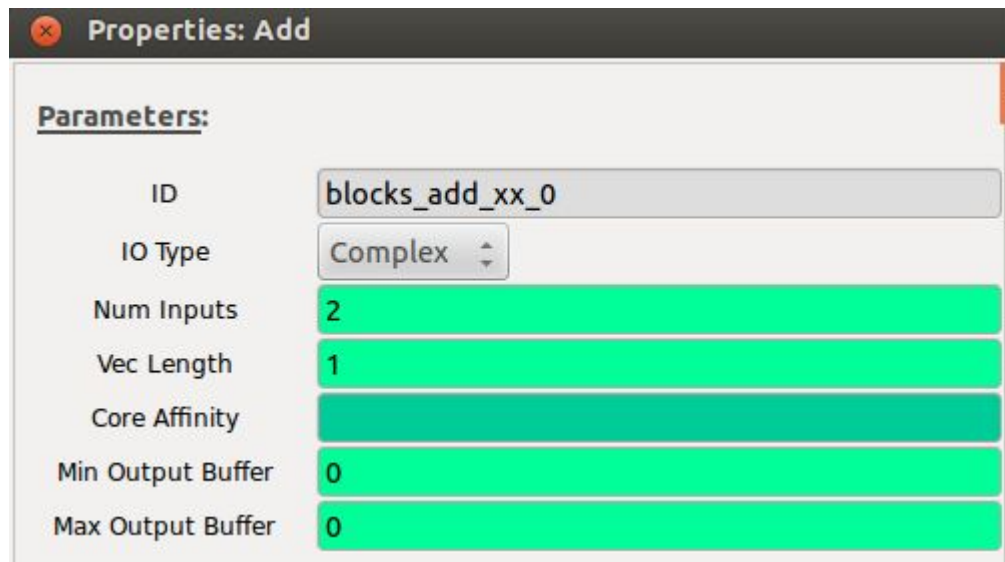 Properties: Add
Parameters:
ID blocks_add_xx_0
IO Type Complex
Num Inputs 2
Vec Length 1
Core Affinity
Min Output Buffer 0
Max Output Buffer 0